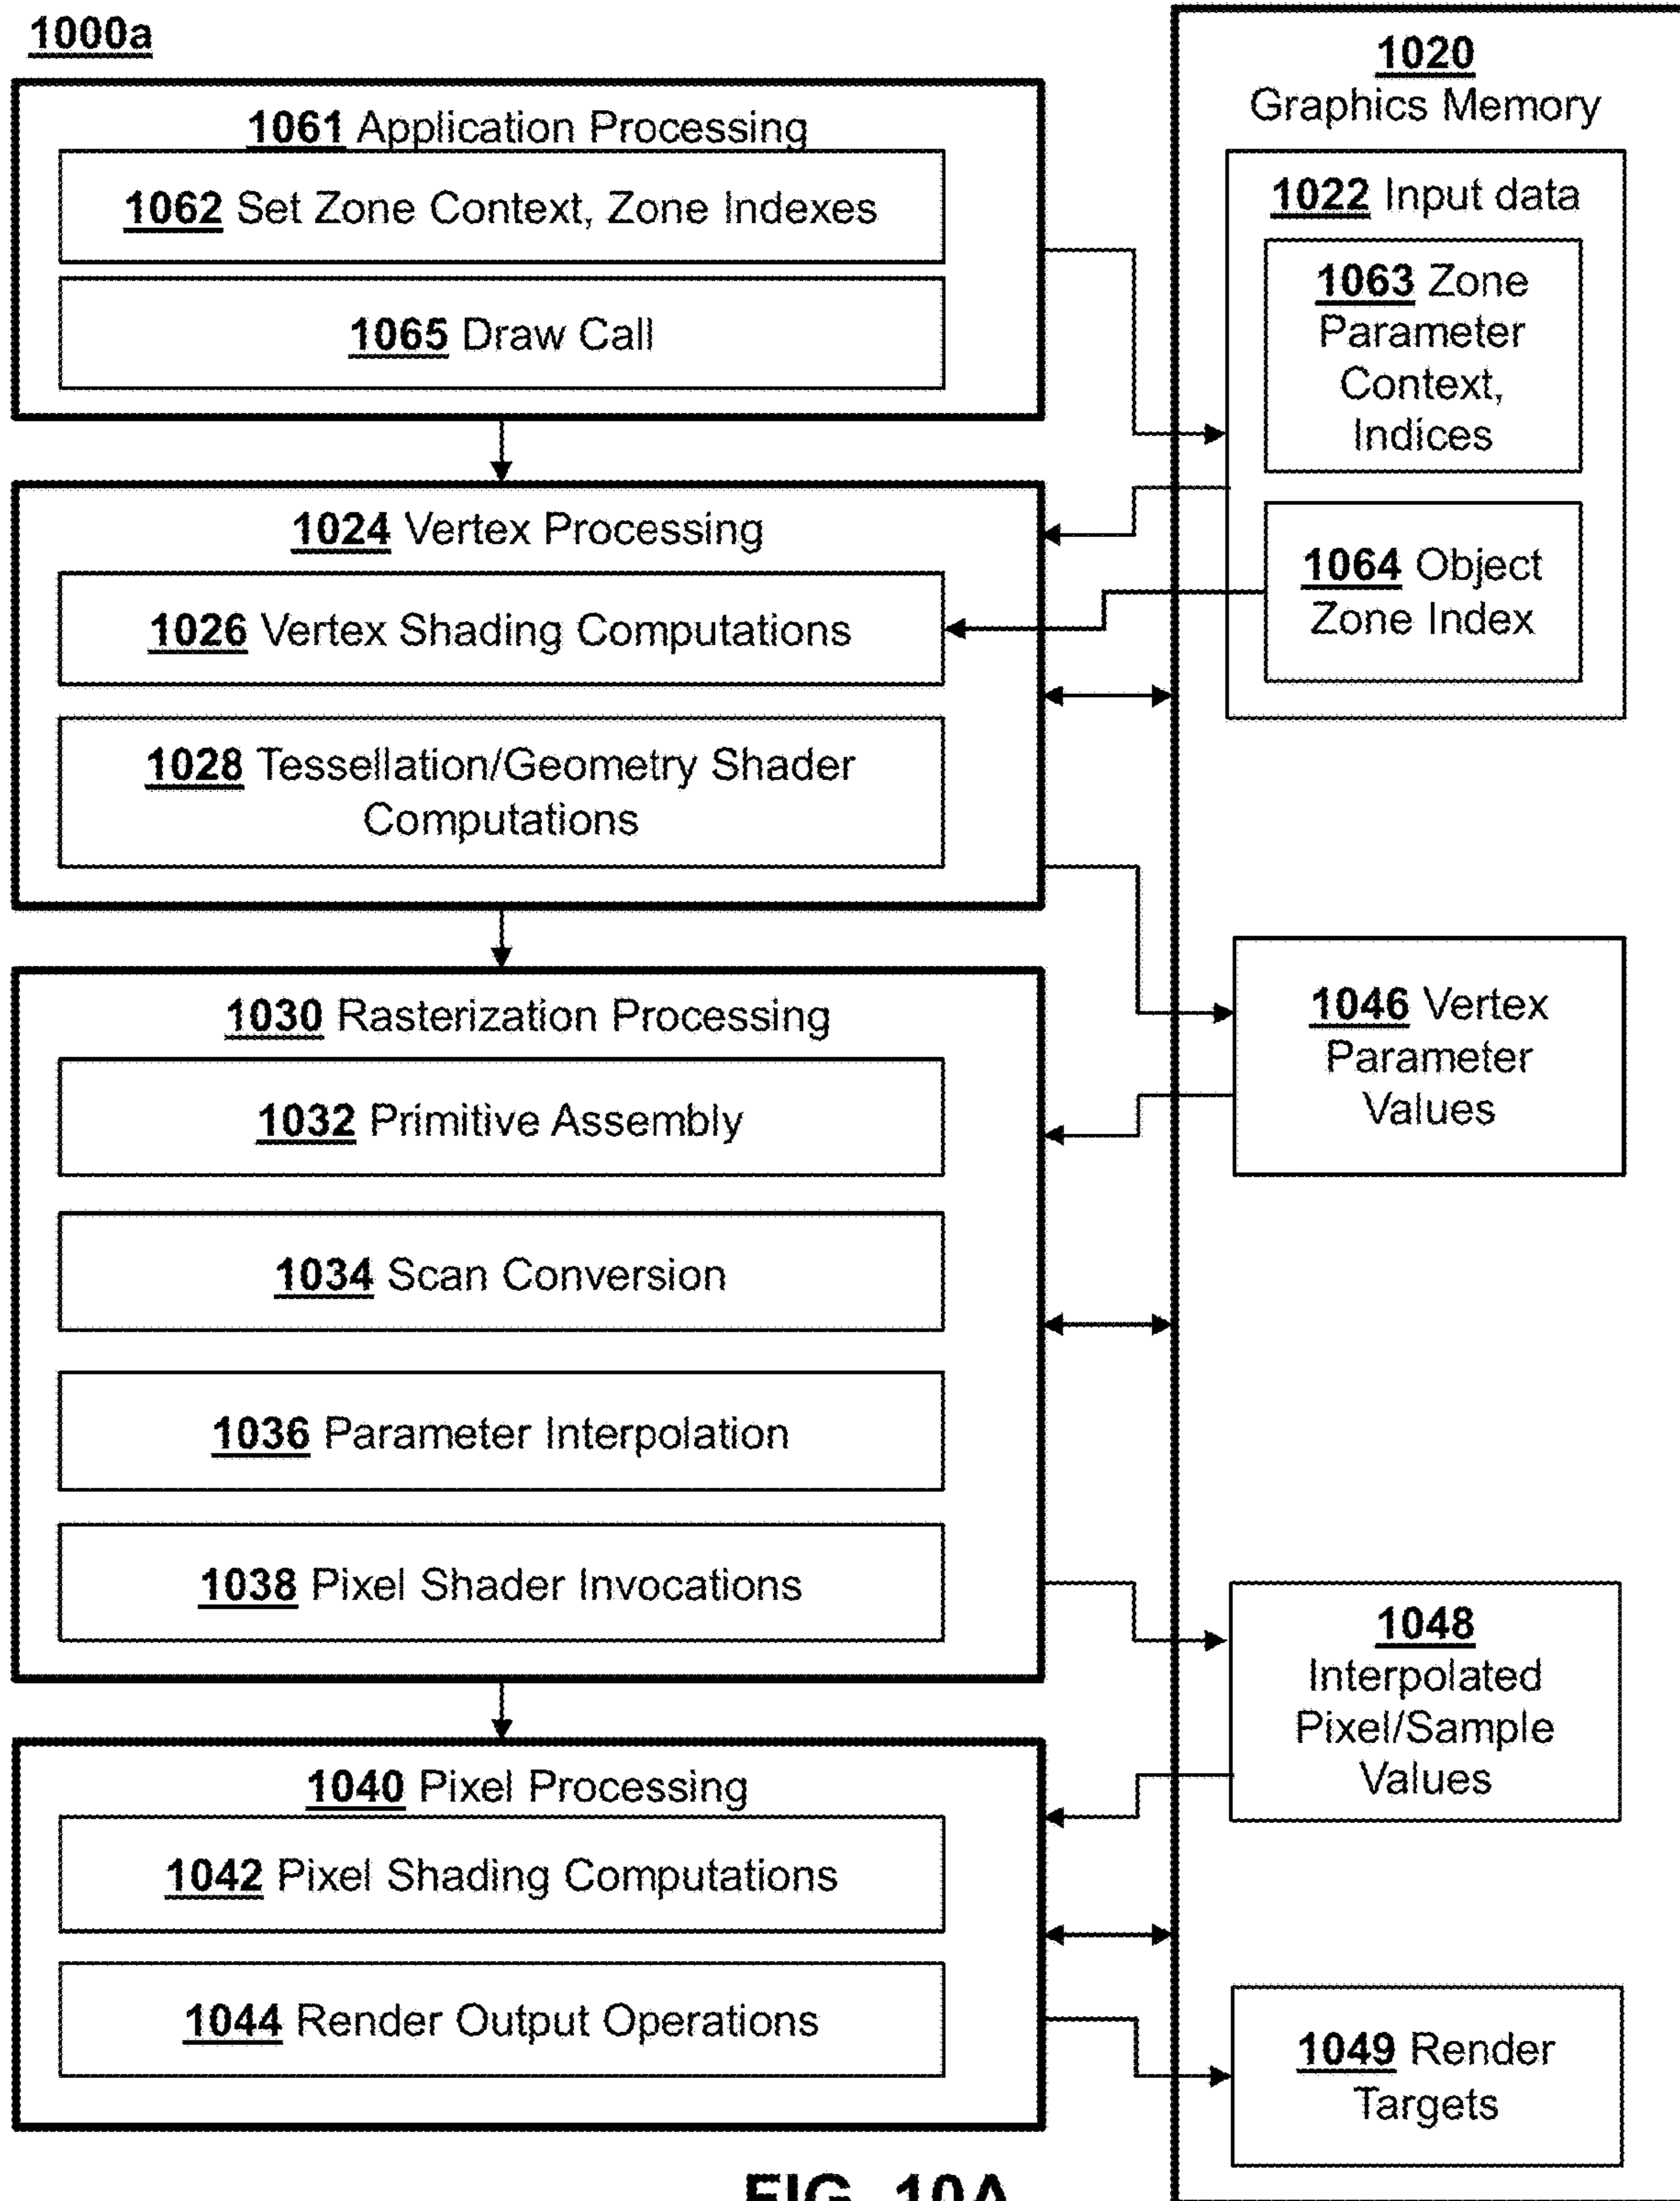 1000a
1061 Application Processing
1062 Set Zone Context, Zone Indexes
1065 Draw Call
1024 Vertex Processing
1026 Vertex Shading Computations
1028 Tessellation/Geometry Shader
Computations
1030 Rasterization Processing
1032 Primitive Assembly
1034 Scan Conversion
1036 Parameter Interpolation
1038 Pixel Shader Invocations
1040 Pixel Processing
1042 Pixel Shading Computations
1044 Render Output Operations
1020
Graphics Memory
1022 Input data
1063 Zone
Parameter
Context,
Indices
1064 Object
Zone Index
1046 Vertex
Parameter
Values
1048
Interpolated
Pixel/Sample
Values
1049 Render
Targets
FIG. 10A